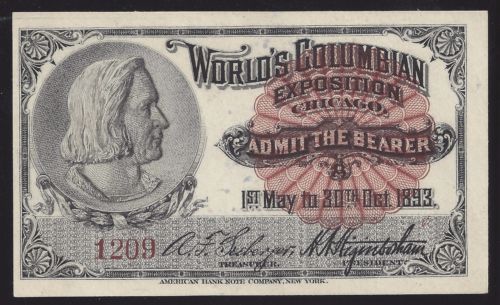 WORLD'S COLUMBIAN
EXPOSITION
CHICAGO,
ADMIT THE BEARER
1ST May to 30TH Oct. 1893.
1209
TREASURER.
PRESIDENT.
AMERICAN BANK NOTE COMPANY, NEW YORK.